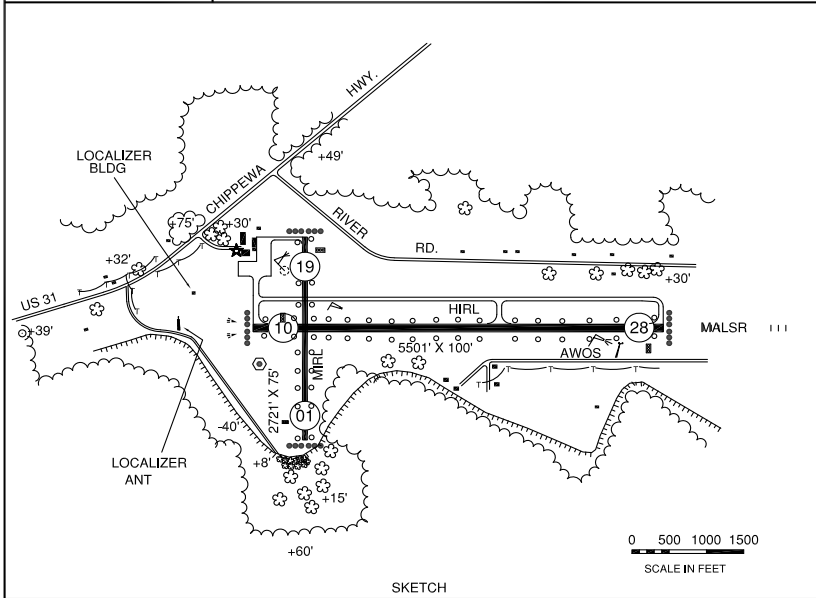 HWY.
CHIPPEWA
+49'
LOCALIZER
BLDG
+75'
+30'
RIVER
RD.
+32'
19
+30'
US 31
HIRL
10
28
MALSR
+39'
5501' X 100'
AWOS
MIRL
2721' X 75'
01
-40'
LOCALIZER
ANT
+8'
+15'
+60'
0 500 1000 1500
SCALE IN FEET
SKETCH